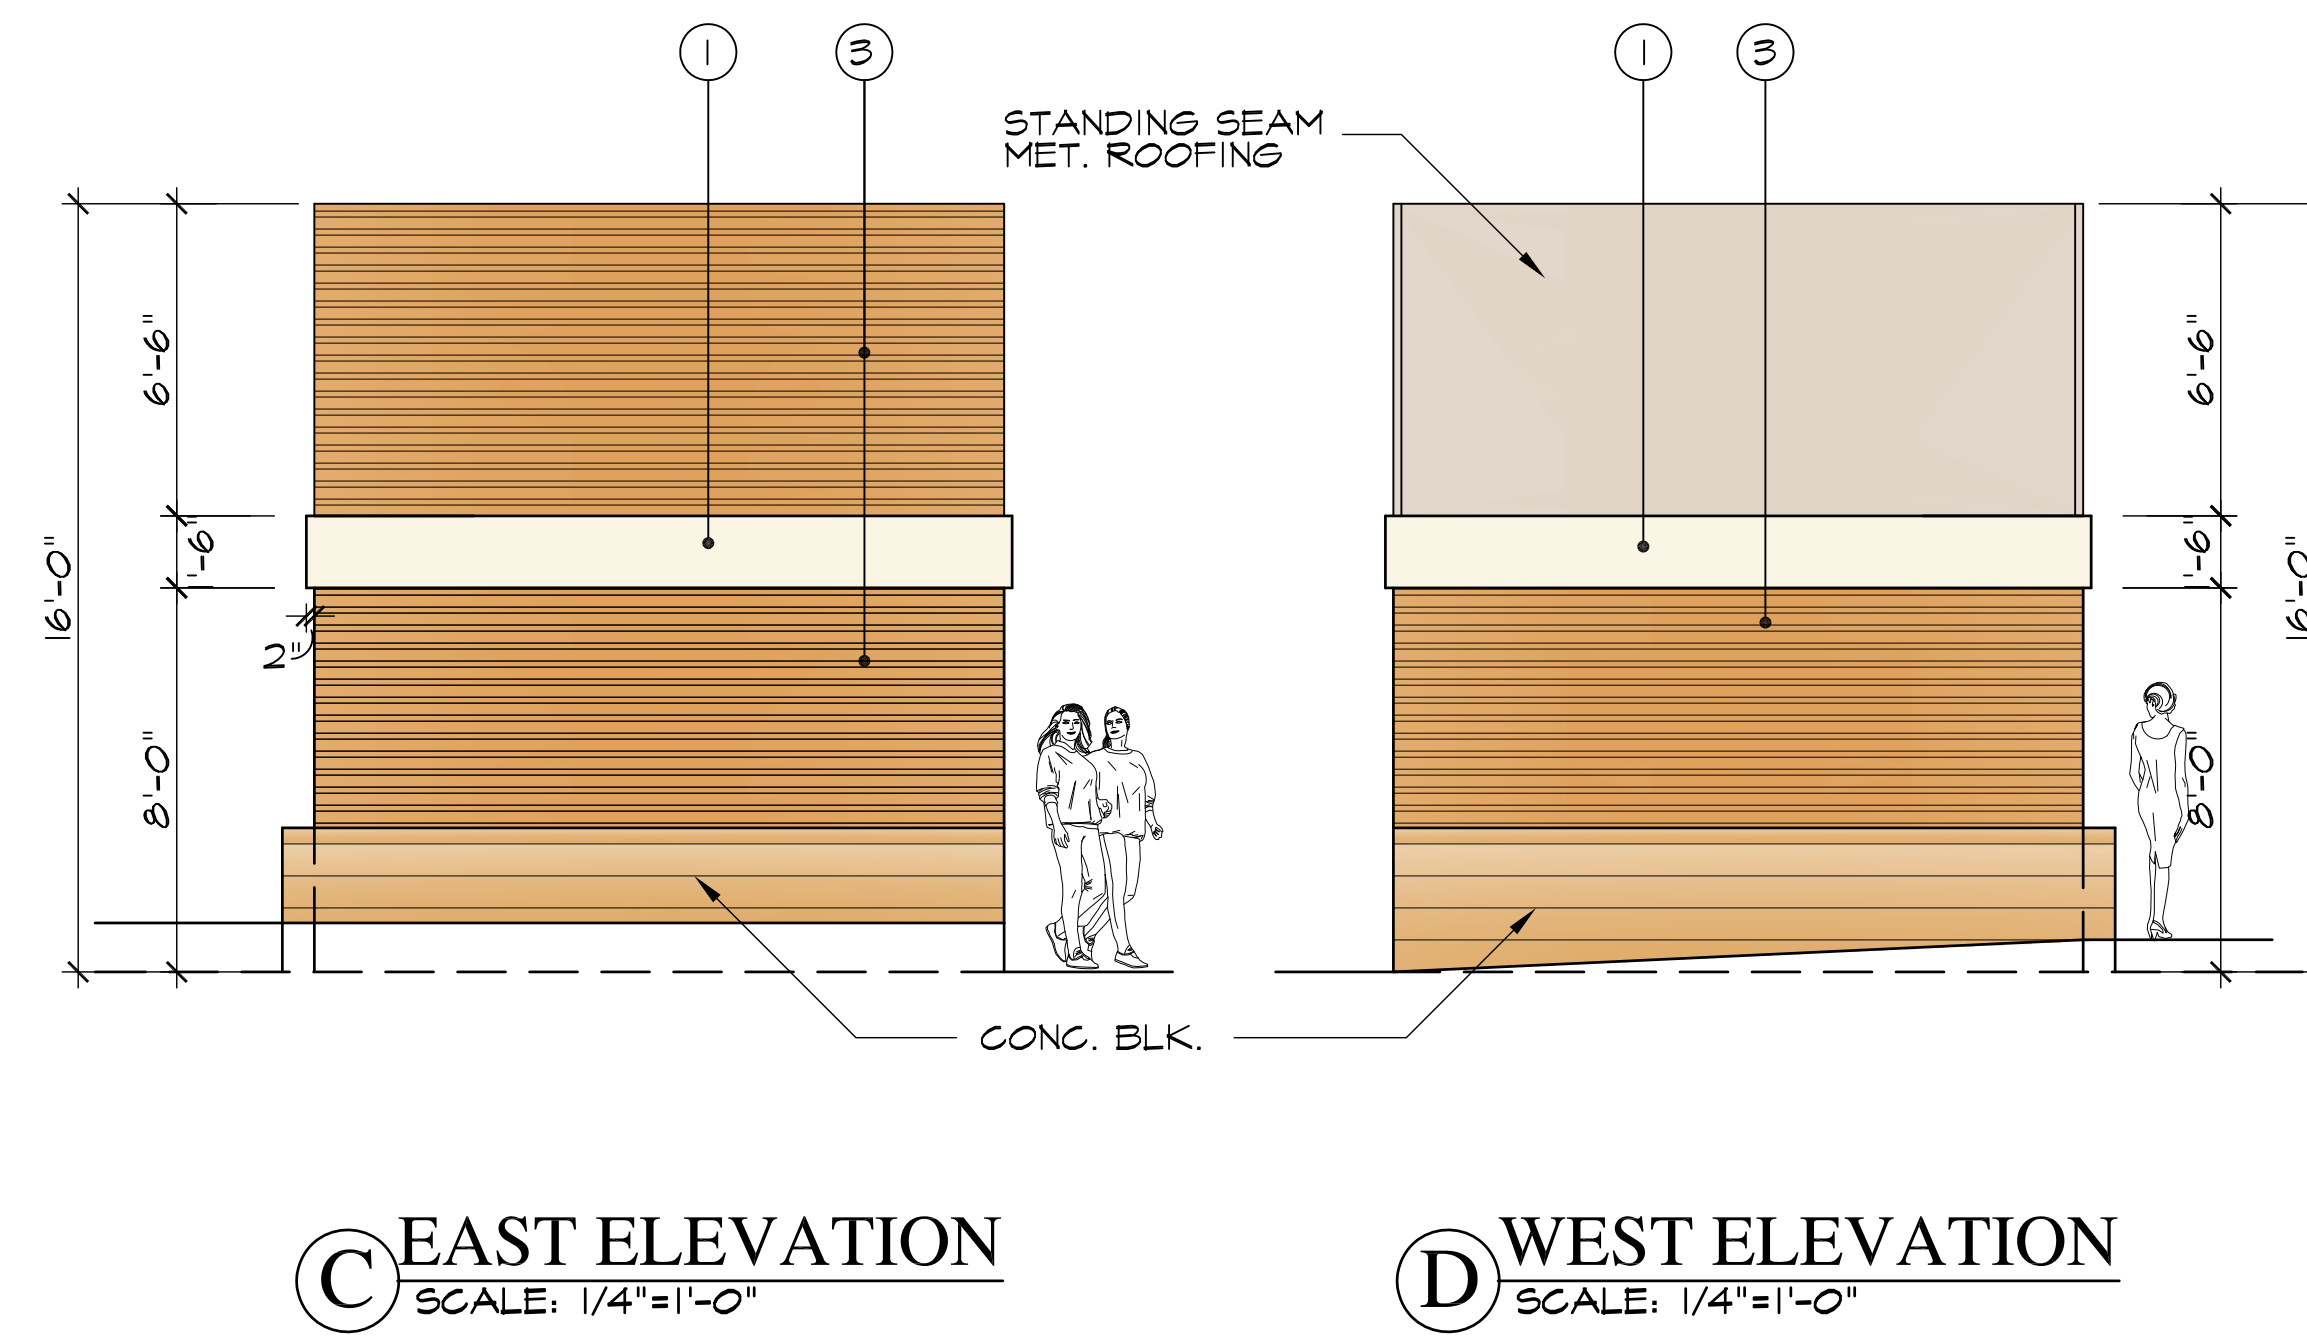 1
3
1
3
STANDING SEAM
MET. ROOFING
16'-0"
6'-6"
1'-6"
8'-0"
2"
6'-6"
1'-6"
8'-0"
16'-0"
CONC. BLK.
C
EAST ELEVATION
SCALE: 1/4"=1'-0"
D
WEST ELEVATION
SCALE: 1/4"=1'-0"